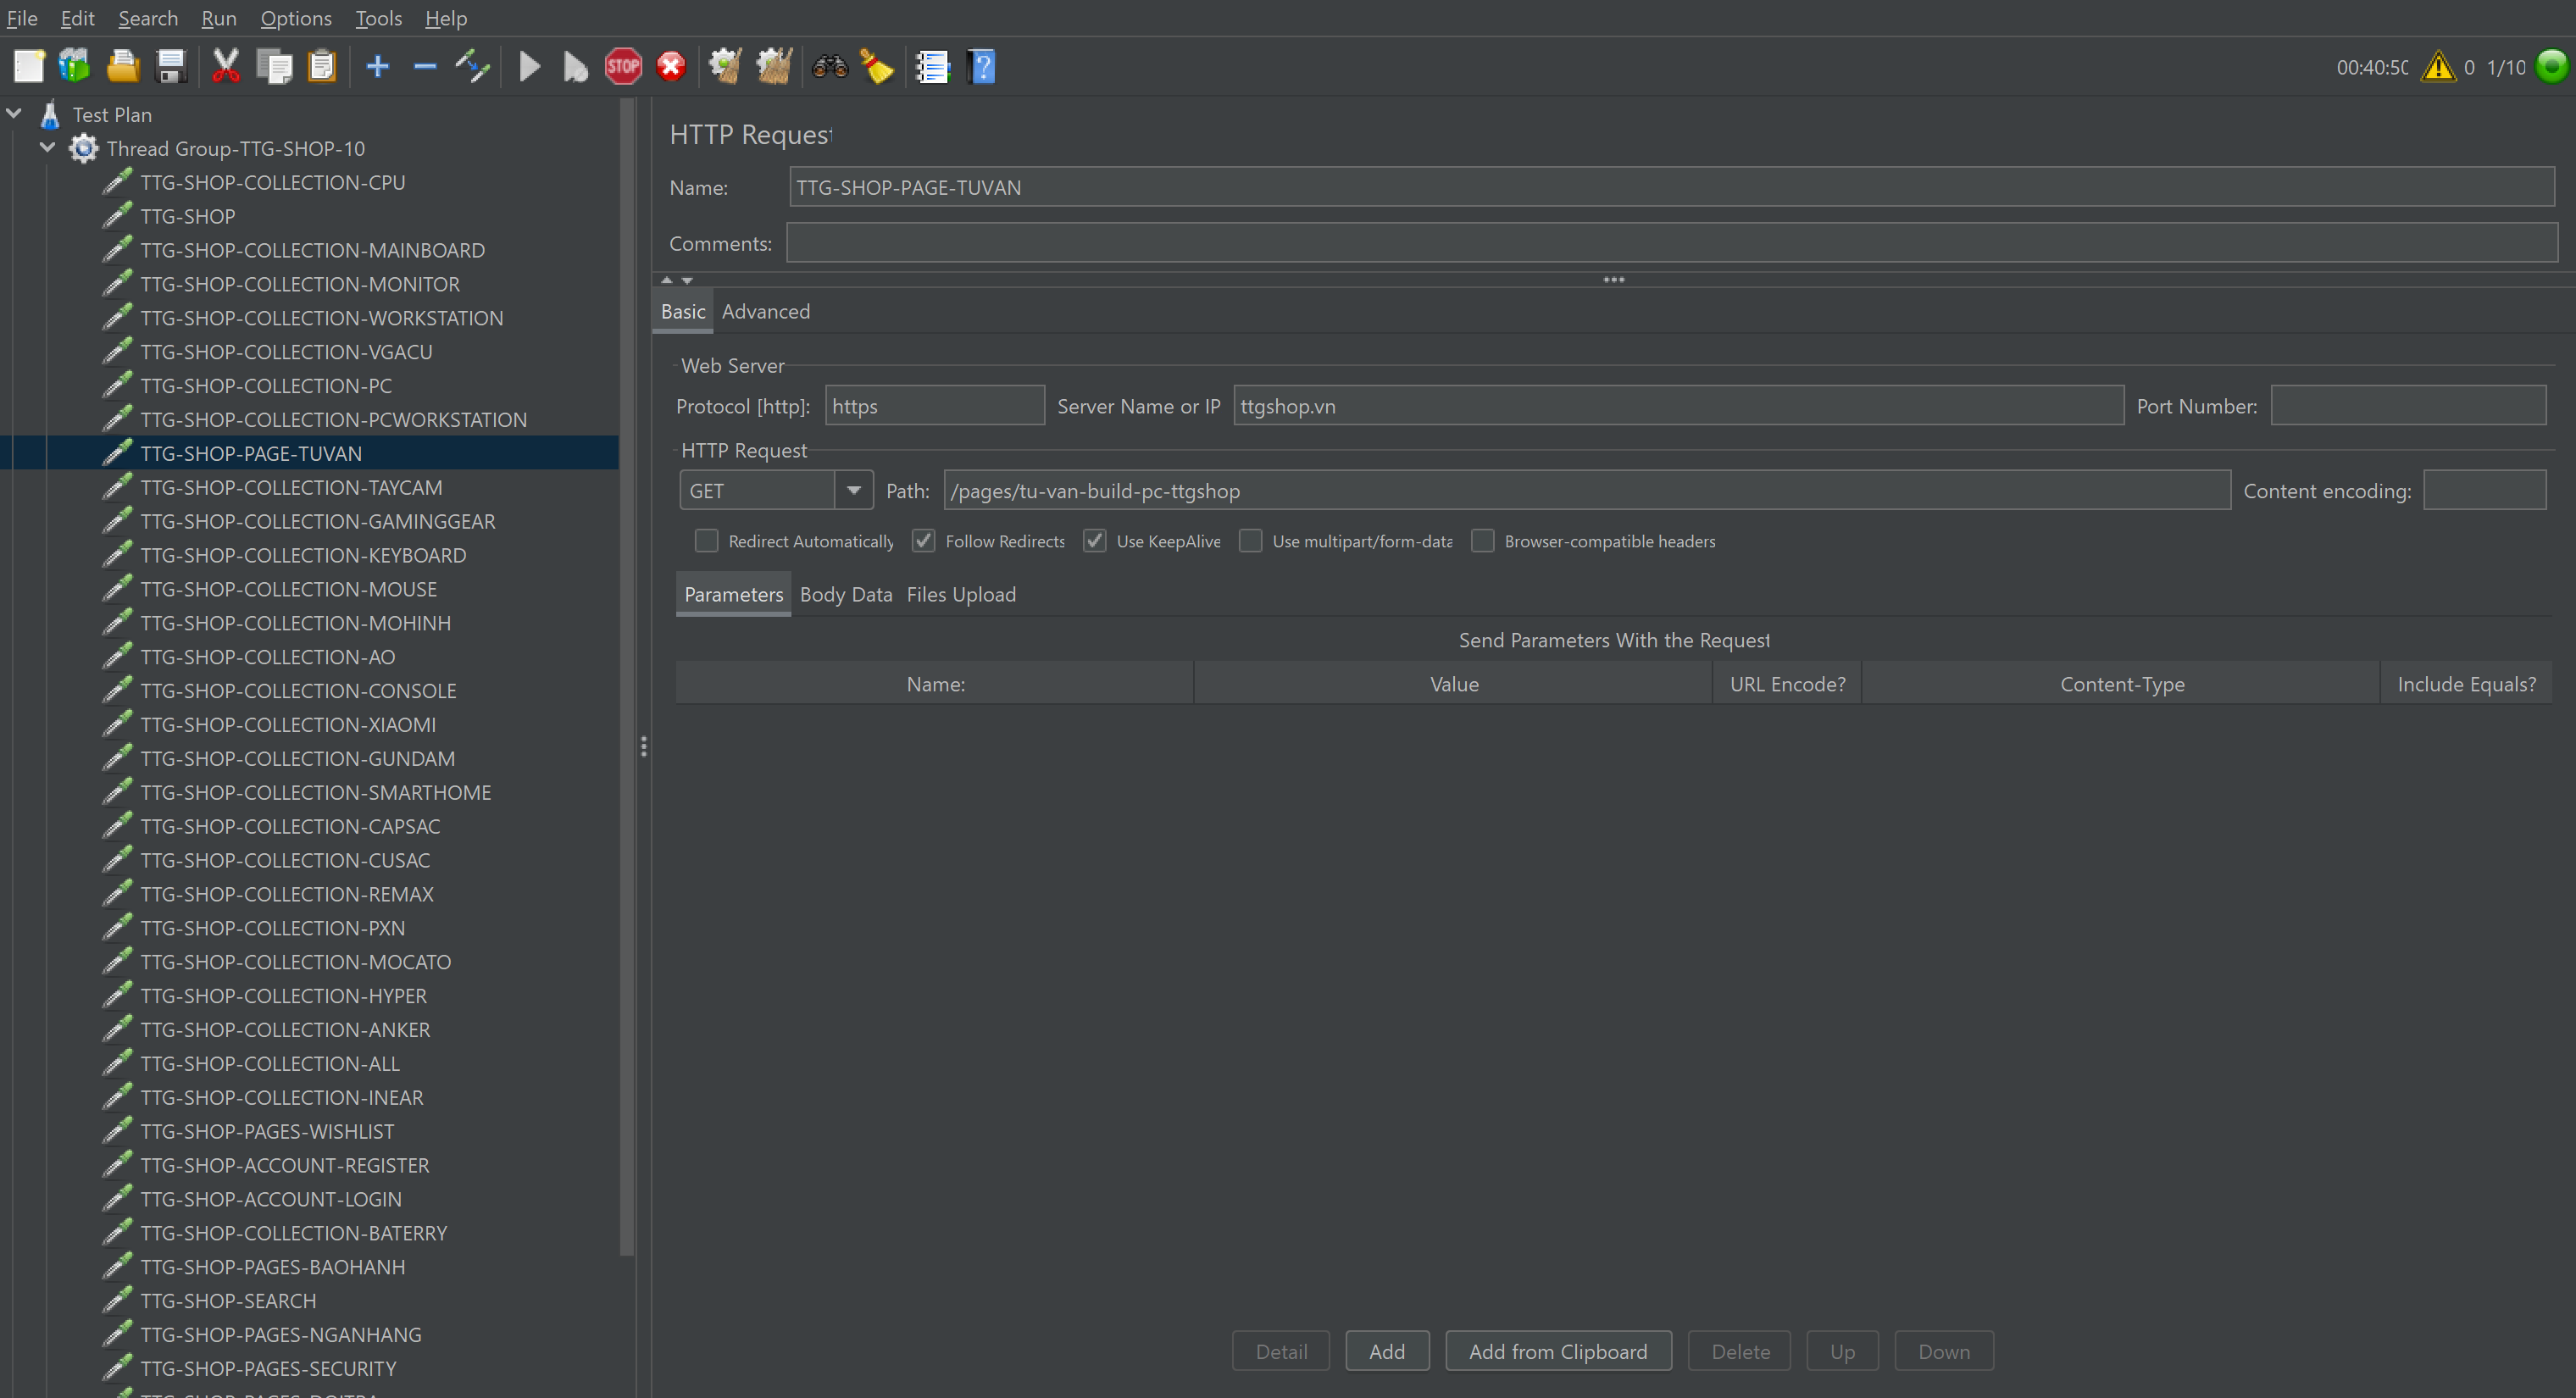 File Edit Search Run Options Tools Help
STOP
00:40:50 0 1/10
Test Plan
Thread Group-TTG-SHOP-10
TTG-SHOP-COLLECTION-CPU
TTG-SHOP
TTG-SHOP-COLLECTION-MAINBOARD
TTG-SHOP-COLLECTION-MONITOR
TTG-SHOP-COLLECTION-WORKSTATION
TTG-SHOP-COLLECTION-VGACU
TTG-SHOP-COLLECTION-PC
TTG-SHOP-COLLECTION-PCWORKSTATION
TTG-SHOP-PAGE-TUVAN
TTG-SHOP-COLLECTION-TAYCAM
TTG-SHOP-COLLECTION-GAMINGGEAR
TTG-SHOP-COLLECTION-KEYBOARD
TTG-SHOP-COLLECTION-MOUSE
TTG-SHOP-COLLECTION-MOHINH
TTG-SHOP-COLLECTION-AO
TTG-SHOP-COLLECTION-CONSOLE
TTG-SHOP-COLLECTION-XIAOMI
TTG-SHOP-COLLECTION-GUNDAM
TTG-SHOP-COLLECTION-SMARTHOME
TTG-SHOP-COLLECTION-CAPSAC
TTG-SHOP-COLLECTION-CUSAC
TTG-SHOP-COLLECTION-REMAX
TTG-SHOP-COLLECTION-PXN
TTG-SHOP-COLLECTION-MOCATO
TTG-SHOP-COLLECTION-HYPER
TTG-SHOP-COLLECTION-ANKER
TTG-SHOP-COLLECTION-ALL
TTG-SHOP-COLLECTION-INEAR
TTG-SHOP-PAGES-WISHLIST
TTG-SHOP-ACCOUNT-REGISTER
TTG-SHOP-ACCOUNT-LOGIN
TTG-SHOP-COLLECTION-BATERRY
TTG-SHOP-PAGES-BAOHANH
TTG-SHOP-SEARCH
TTG-SHOP-PAGES-NGANHANG
TTG-SHOP-PAGES-SECURITY
HTTP Request
Name: TTG-SHOP-PAGE-TUVAN
Comments:
Basic Advanced
Web Server
Protocol [http]: https Server Name or IP ttgshop.vn Port Number:
HTTP Request
GET Path: /pages/tu-van-build-pc-ttgshop Content encoding:
Redirect Automatically Follow Redirects Use KeepAlive Use multipart/form-data Browser-compatible headers
Parameters Body Data Files Upload
Send Parameters With the Request
Name: Value URL Encode? Content-Type Include Equals?
Detail Add Add from Clipboard Delete Up Down